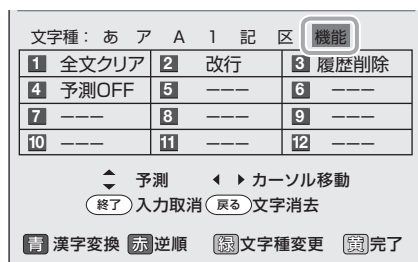 文字種： あ ア A 1 記 区 機能
1 全文クリア 2 改行 3 履歴削除
4 予測OFF 5 ――― 6 ―――
7 ――― 8 ――― 9 ―――
10 ――― 11 ――― 12 ―――
予測 カーソル移動
終了 入力取消 戻る 文字消去
青 漢字変換 赤 逆順 緑 文字種変更 黄 完了